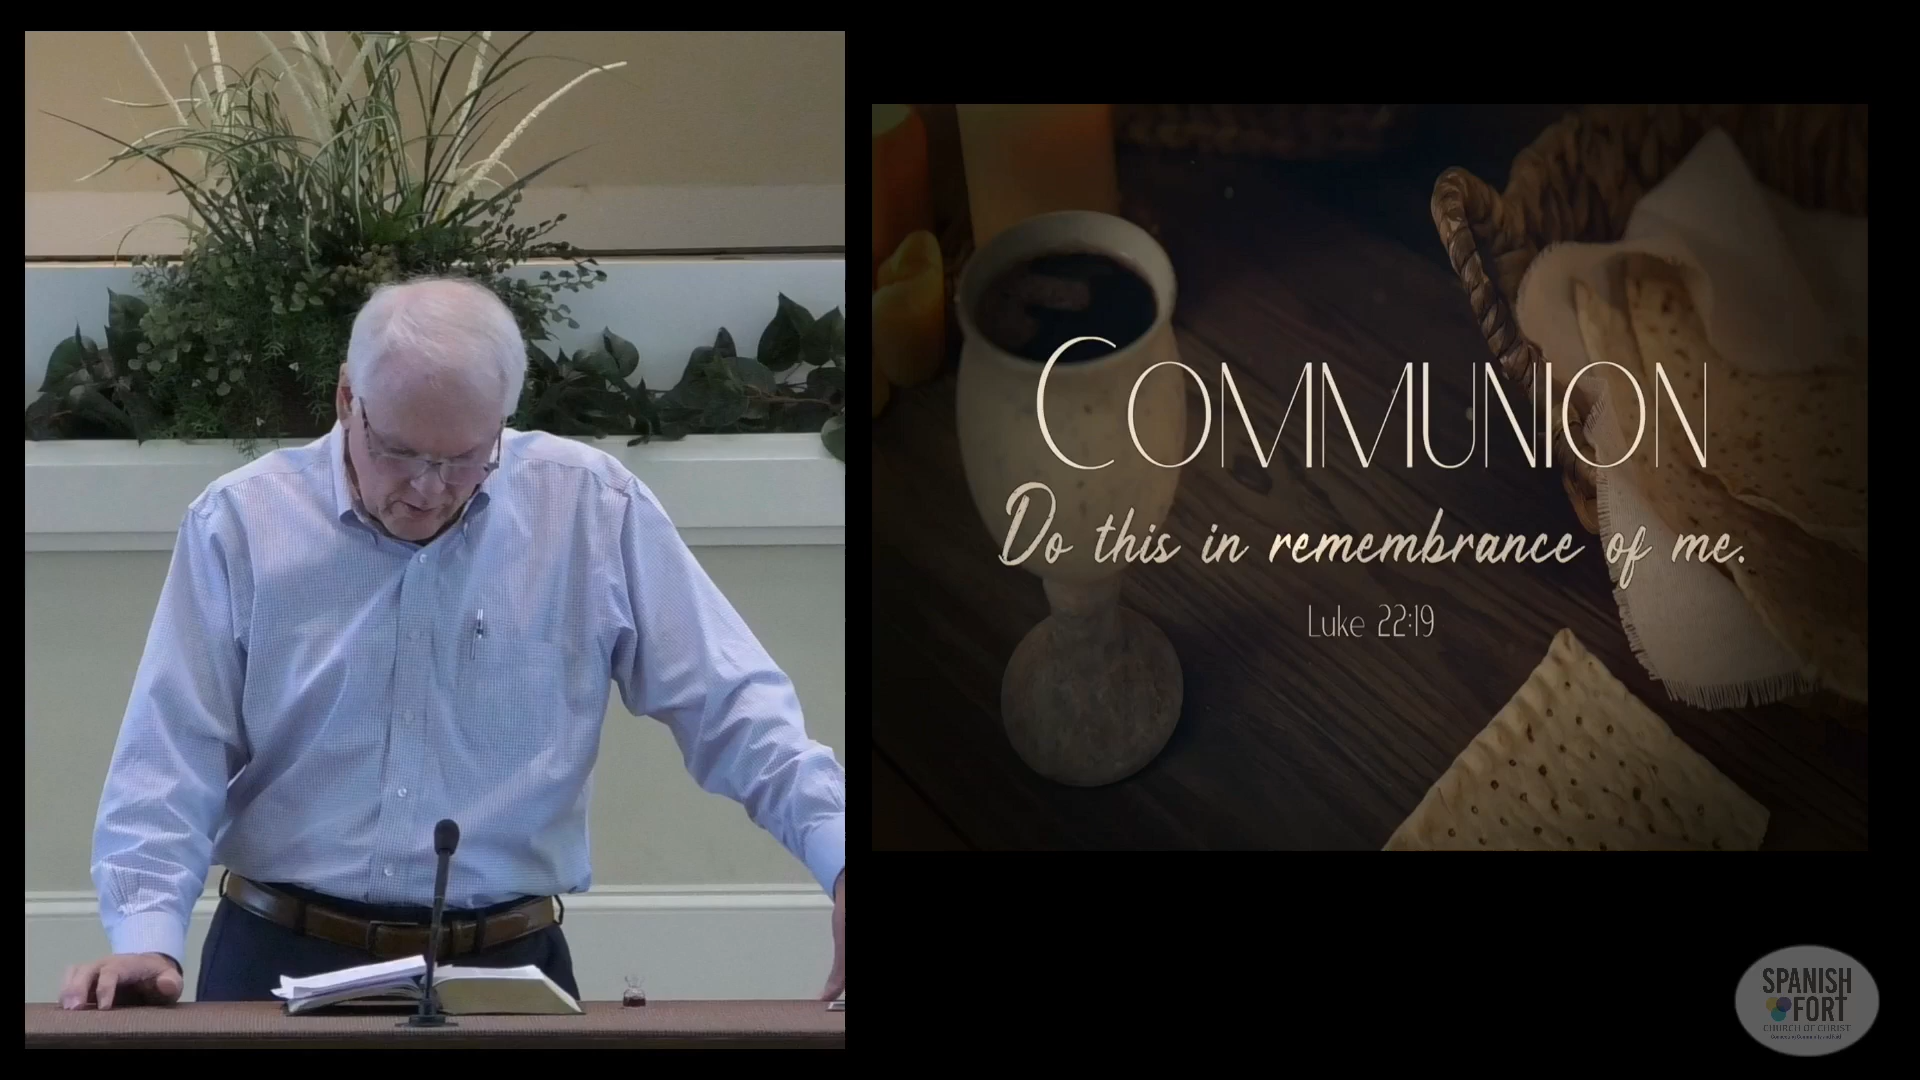 COMMUNION
Do this in remembrance of me.
Luke 22:19
SPANISH
FORT
CHURCH OF CHRIST